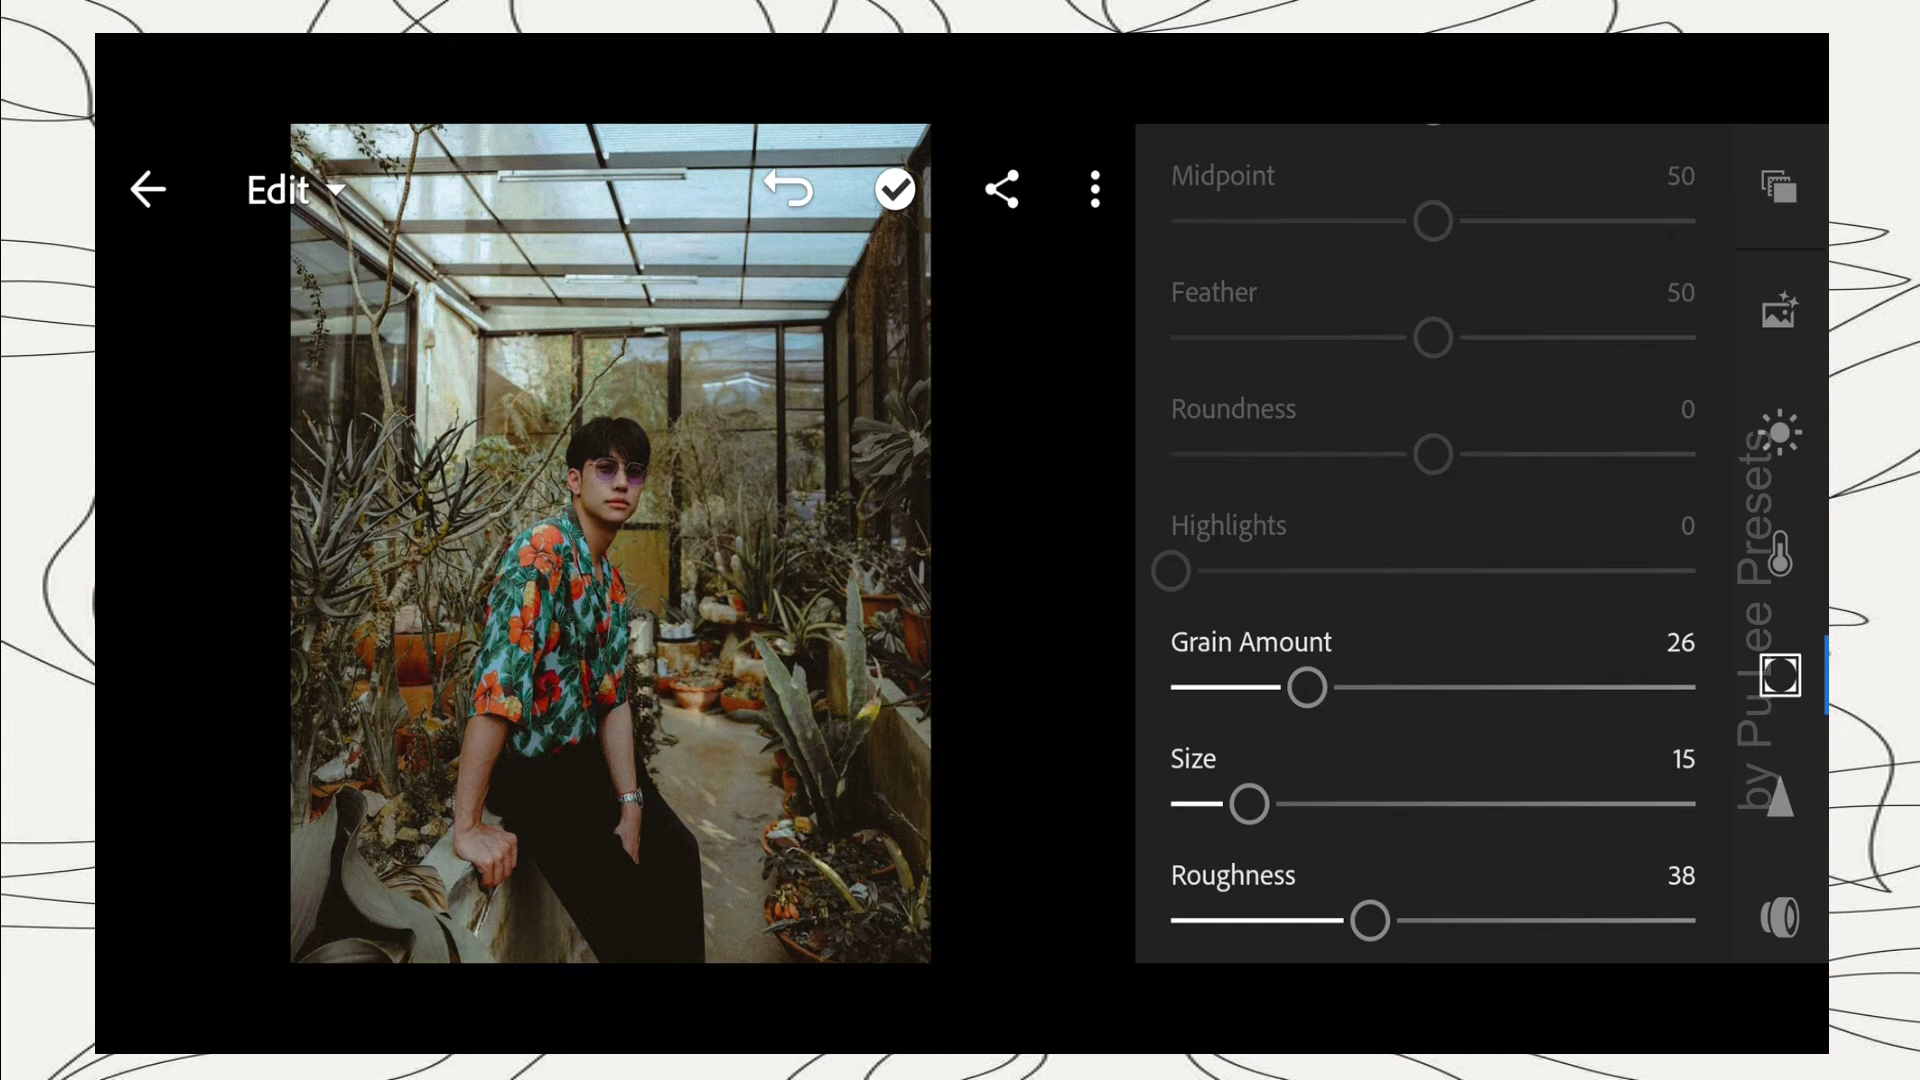 Edit
Midpoint 50
Feather 50
Roundness 0
Highlights 0
Grain Amount 26
Size 15
Roughness 38
by PuLee Presets